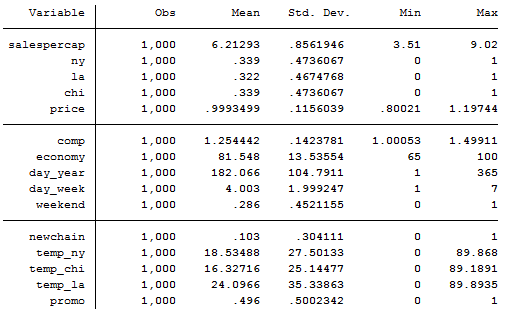 Variable Obs Mean Std. Dev. Min Max
salespercap 1,000 6.21293 .8561946 3.51 9.02
ny 1,000 .339 .4736067 0 1
la 1,000 .322 .4674768 0 1
chi 1,000 .339 .4736067 0 1
price 1,000 .9993499 .1156039 .80021 1.19744
comp 1,000 1.254442 .1423781 1.00053 1.49911
economy 1,000 81.548 13.53554 65 100
day_year 1,000 182.066 104.7911 1 365
day_week 1,000 4.003 1.999247 1 7
weekend 1,000 .286 .4521155 0 1
newchain 1,000 .103 .304111 0 1
temp_ny 1,000 18.53488 27.50133 0 89.868
temp_chi 1,000 16.32716 25.14477 0 89.1891
temp_la 1,000 24.0966 35.33863 0 89.8935
promo 1,000 .496 .5002342 0 1